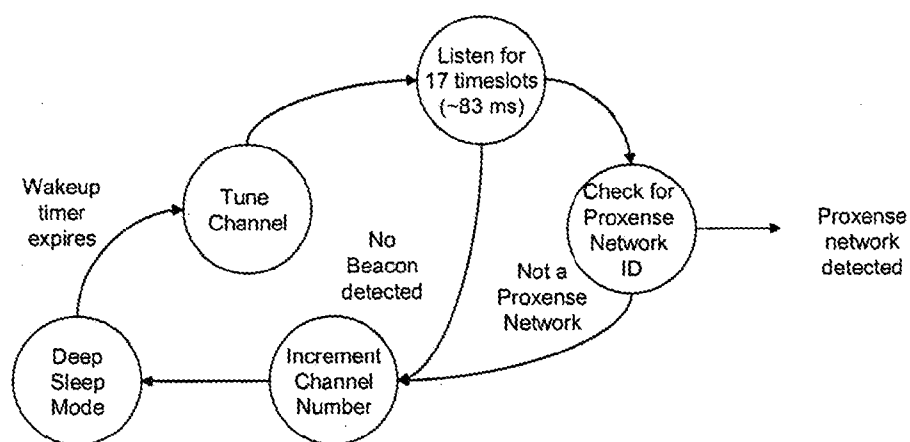 Listen for
17 timeslots
(~83 ms)
Wakeup
timer
expires
Tune
Channel
Check for
Proxense
Network
ID
Proxense
network
detected
No
Beacon
detected
Not a
Proxense
Network
Deep
Sleep
Mode
Increment
Channel
Number